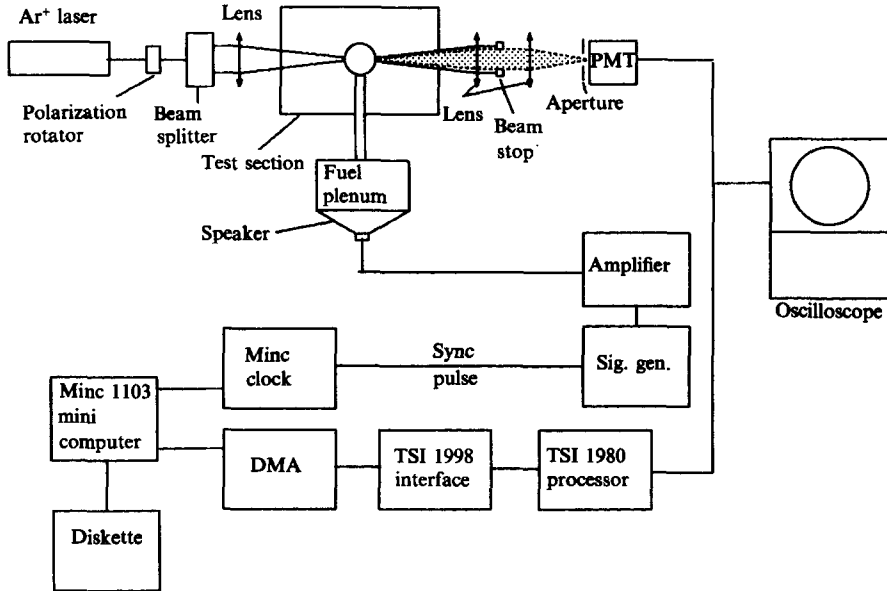 Ar+ laser
Lens
PMT
Polarization
rotator
Beam
splitter
Lens
Beam
stop
Aperture
Test section
Fuel
plenum
Speaker
Amplifier
Oscilloscope
Minc
clock
Sync
pulse
Sig. gen.
Minc 1103
mini
computer
DMA
TSI 1998
interface
TSI 1980
processor
Diskette